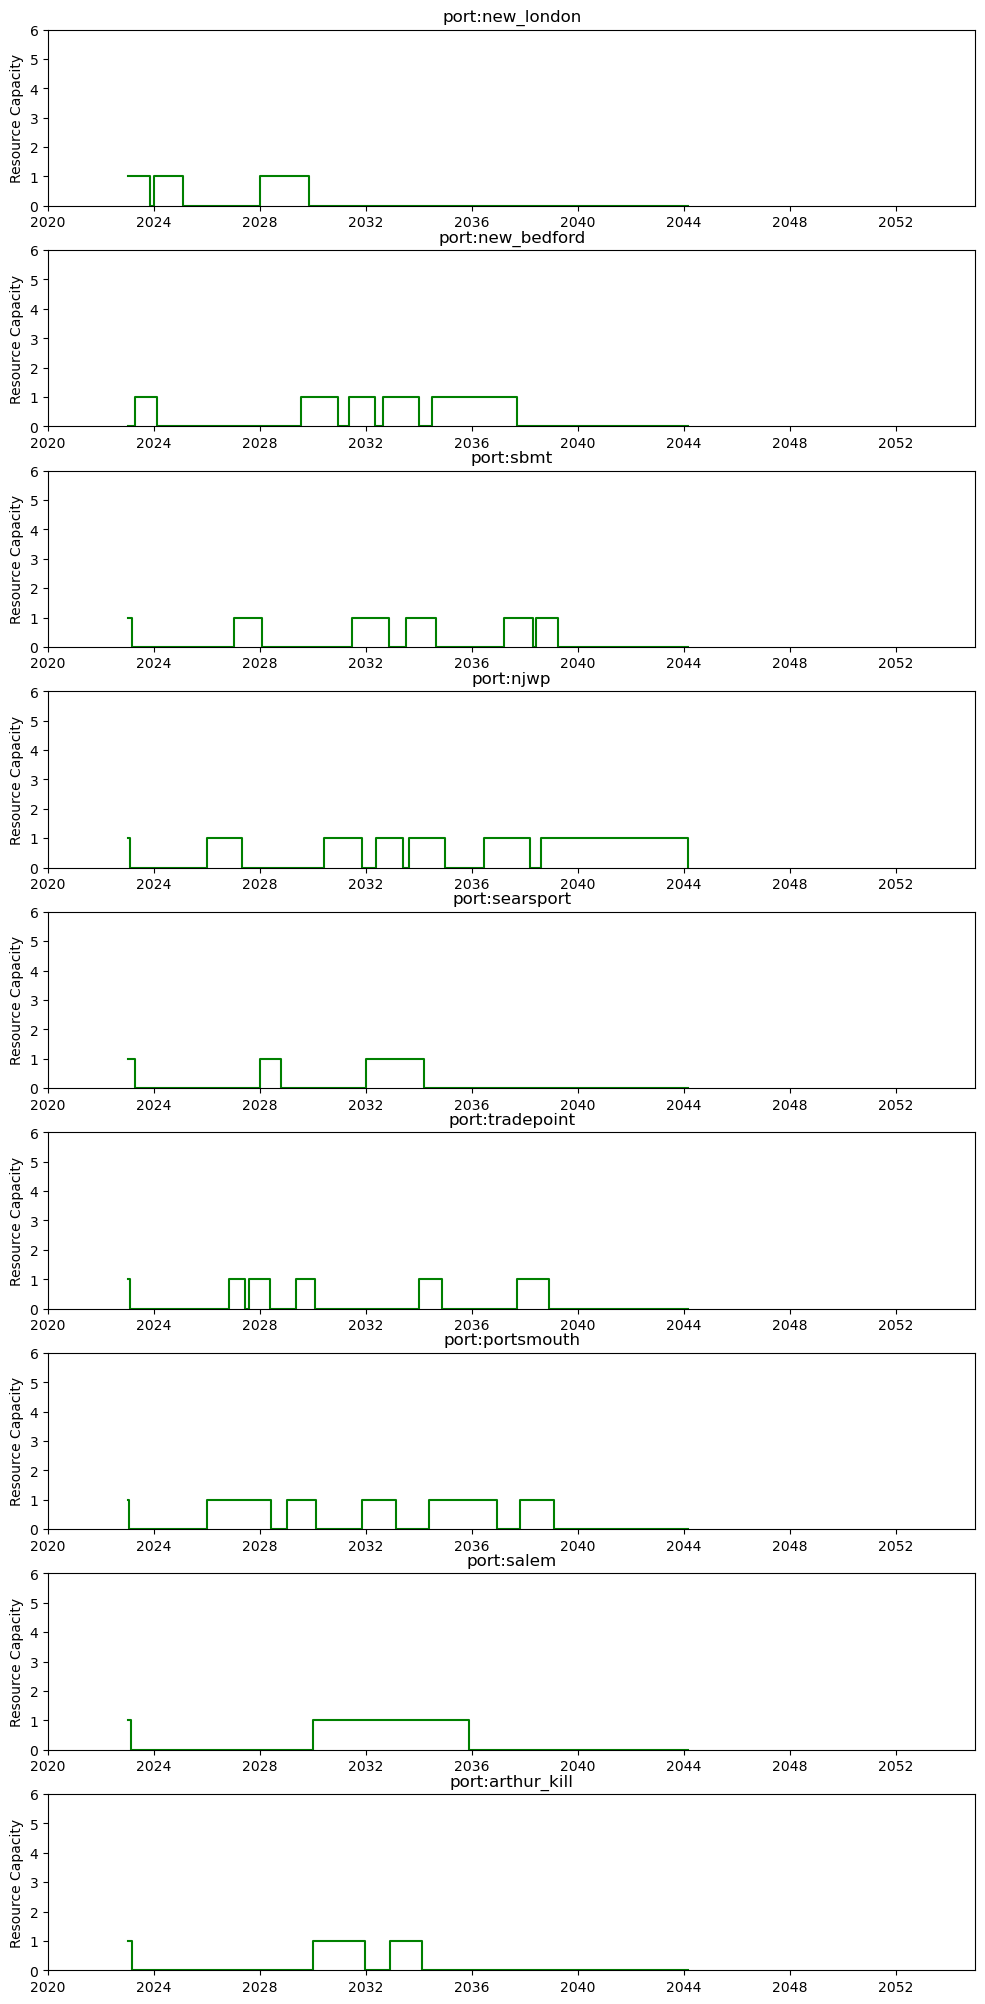 port:new_london
Resource Capacity
6
5
4
3
2
1
0
2020 2024 2028 2032 2036 2040 2044 2048 2052
port:new_bedford
Resource Capacity
6
5
4
3
2
1
0
2020 2024 2028 2032 2036 2040 2044 2048 2052
port:sbmt
Resource Capacity
6
5
4
3
2
1
0
2020 2024 2028 2032 2036 2040 2044 2048 2052
port:njwp
Resource Capacity
6
5
4
3
2
1
0
2020 2024 2028 2032 2036 2040 2044 2048 2052
port:searsport
Resource Capacity
6
5
4
3
2
1
0
2020 2024 2028 2032 2036 2040 2044 2048 2052
port:tradepoint
Resource Capacity
6
5
4
3
2
1
0
2020 2024 2028 2032 2036 2040 2044 2048 2052
port:portsmouth
Resource Capacity
6
5
4
3
2
1
0
2020 2024 2028 2032 2036 2040 2044 2048 2052
port:salem
Resource Capacity
6
5
4
3
2
1
0
2020 2024 2028 2032 2036 2040 2044 2048 2052
port:arthur_kill
Resource Capacity
6
5
4
3
2
1
0
2020 2024 2028 2032 2036 2040 2044 2048 2052